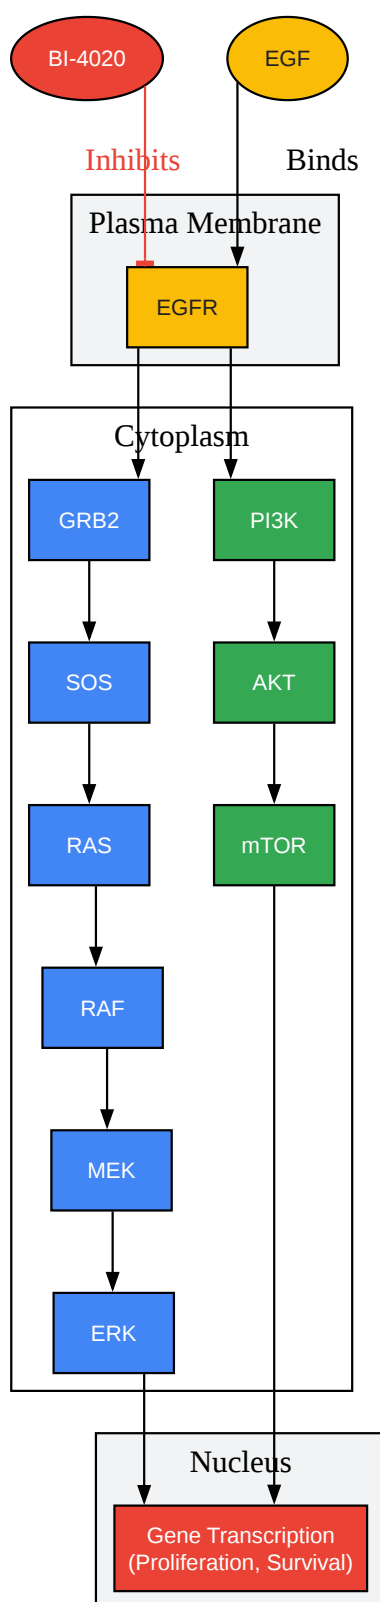 BI-4020
EGF
Inhibits
Binds
Plasma Membrane
EGFR
Cytoplasm
GRB2
PI3K
SOS
AKT
RAS
mTOR
RAF
MEK
ERK
Nucleus
Gene Transcription
(Proliferation, Survival)